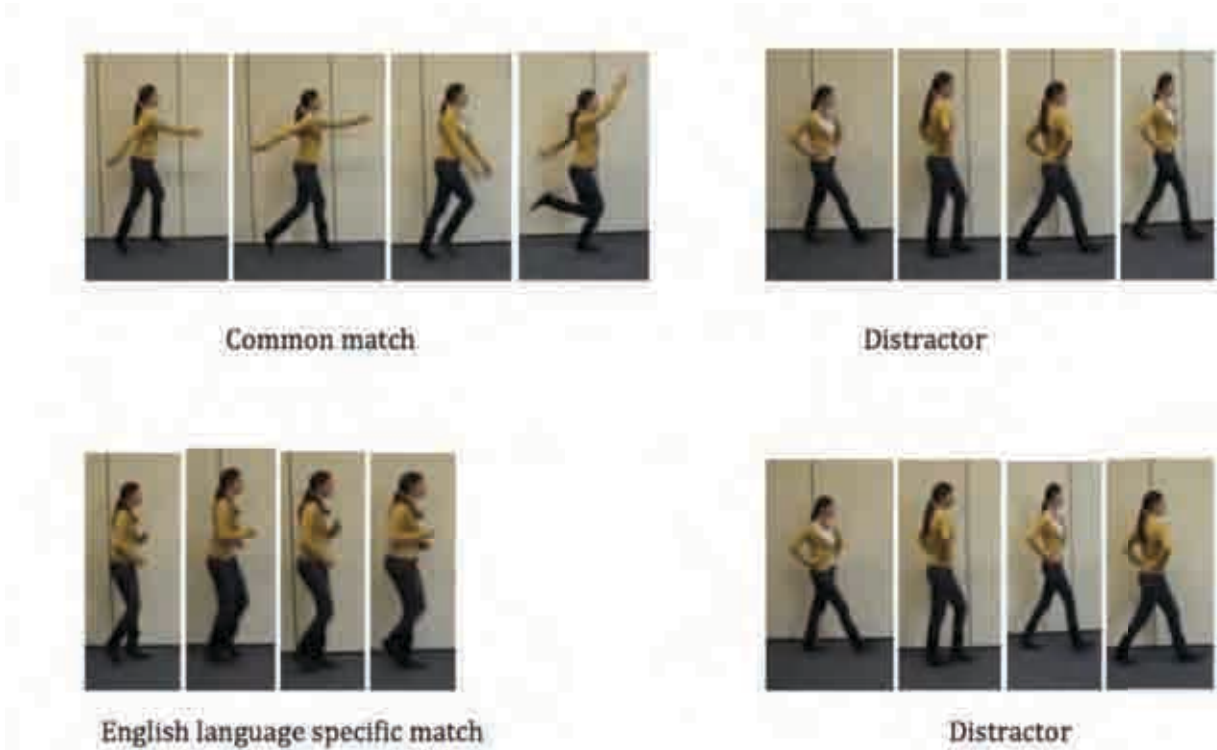 Common match
Distractor
English language specific match
Distractor